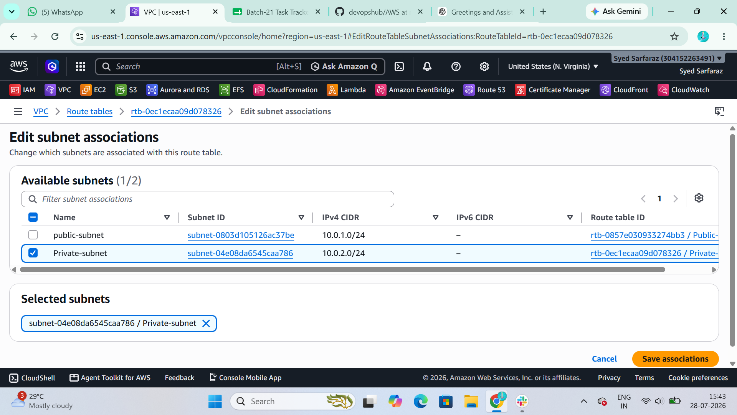 (5) WhatsApp
VPC | us-east-1
Batch-21 Task Tracke
devopshub/AWS at
Greetings and Assis
Ask Gemini
us-east-1.console.aws.amazon.com/vpcconsole/home?region=us-east-1#EditRouteTableSubnetAssociations:RouteTableId=rtb-0ec1ecaa09d078326
aws
Search
[Alt+S]
Ask Amazon Q
United States (N. Virginia)
Syed Sarfaraz (304152263491)
Syed Sarfaraz
IAM
VPC
EC2
S3
Aurora and RDS
EFS
CloudFormation
Lambda
Amazon EventBridge
Route 53
Certificate Manager
CloudFront
CloudWatch
VPC
Route tables
rtb-0ec1ecaa09d078326
Edit subnet associations
Edit subnet associations
Change which subnets are associated with this route table.
Available subnets (1/2)
Filter subnet associations
1
Name
Subnet ID
IPv4 CIDR
IPv6 CIDR
Route table ID
public-subnet
subnet-0803d105126ac37be
10.0.1.0/24
–
rtb-0857e030933274bb3 / Public-
Private-subnet
subnet-04e08da6545caa786
10.0.2.0/24
–
rtb-0ec1ecaa09d078326 / Private-
Selected subnets
subnet-04e08da6545caa786 / Private-subnet
Cancel
Save associations
CloudShell
Agent Toolkit for AWS
Feedback
Console Mobile App
© 2026, Amazon Web Services, Inc. or its affiliates.
Privacy
Terms
Cookie preferences
3
29°C
Mostly cloudy
Search
ENG
IN
15:43
28-07-2026